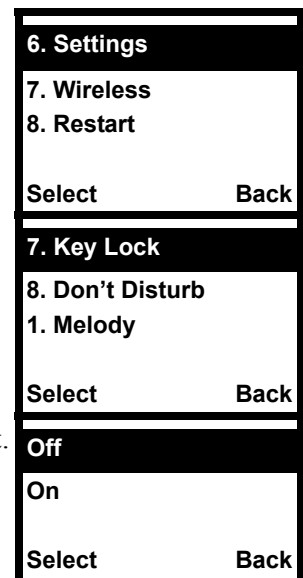 6. Settings
7. Wireless
8. Restart
Select Back
7. Key Lock
8. Don't Disturb
1. Melody
Select Back
Off
On
Select Back